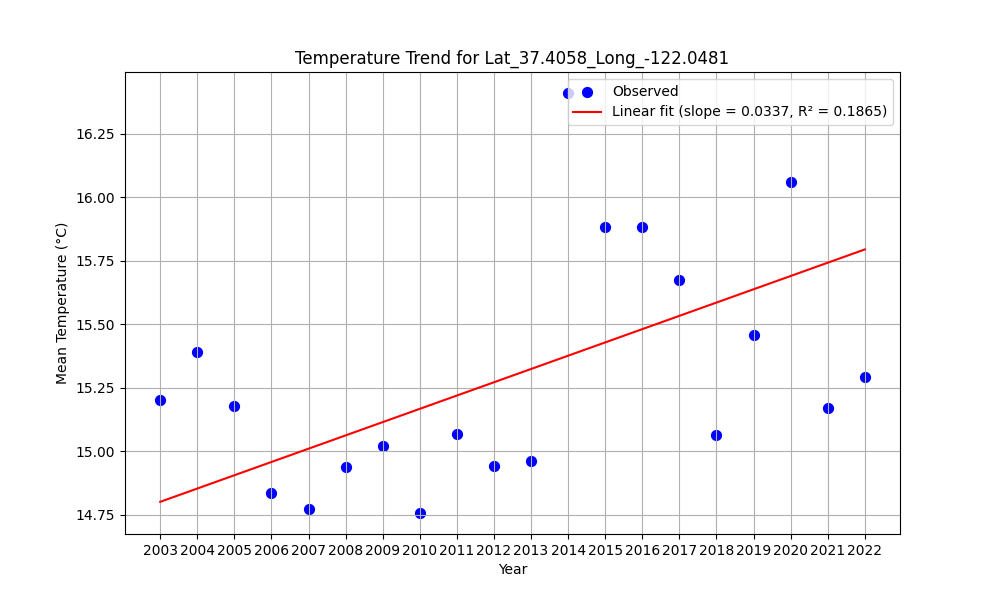 Temperature Trend for Lat_37.4058_Long_-122.0481
Observed
Linear fit (slope = 0.0337, R² = 0.1865)
Mean Temperature (°C)
16.25
16.00
15.75
15.50
15.25
15.00
14.75
2003 2004 2005 2006 2007 2008 2009 2010 2011 2012 2013 2014 2015 2016 2017 2018 2019 2020 2021 2022
Year